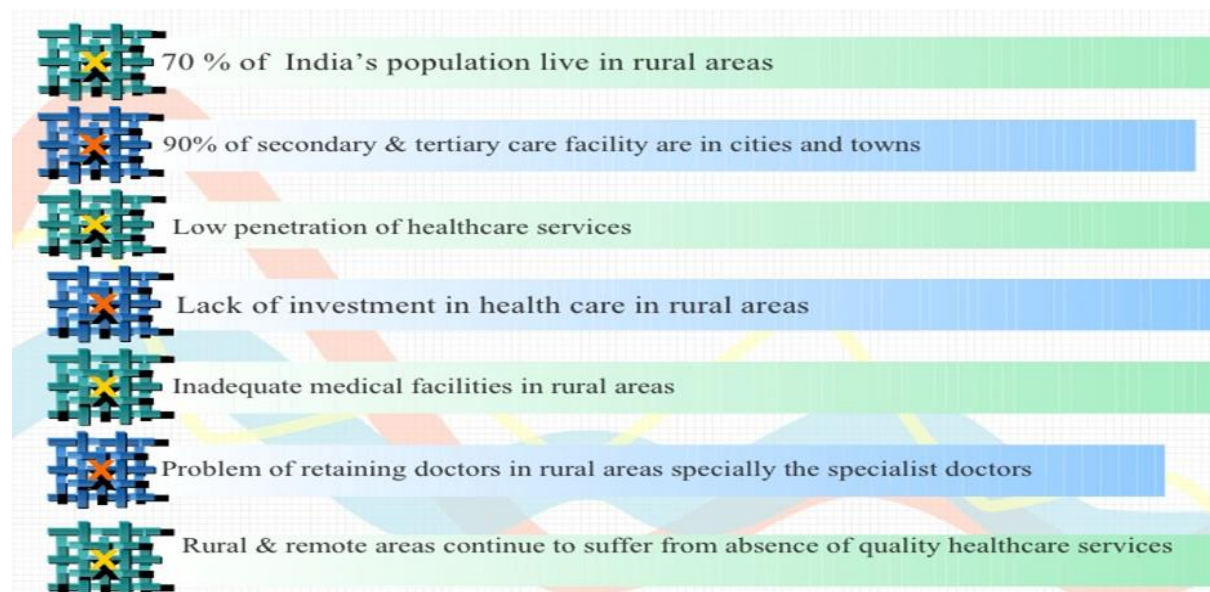 70 % of India's population live in rural areas
90% of secondary & tertiary care facility are in cities and towns
Low penetration of healthcare services
Lack of investment in health care in rural areas
Inadequate medical facilities in rural areas
Problem of retaining doctors in rural areas specially the specialist doctors
Rural & remote areas continue to suffer from absence of quality healthcare services